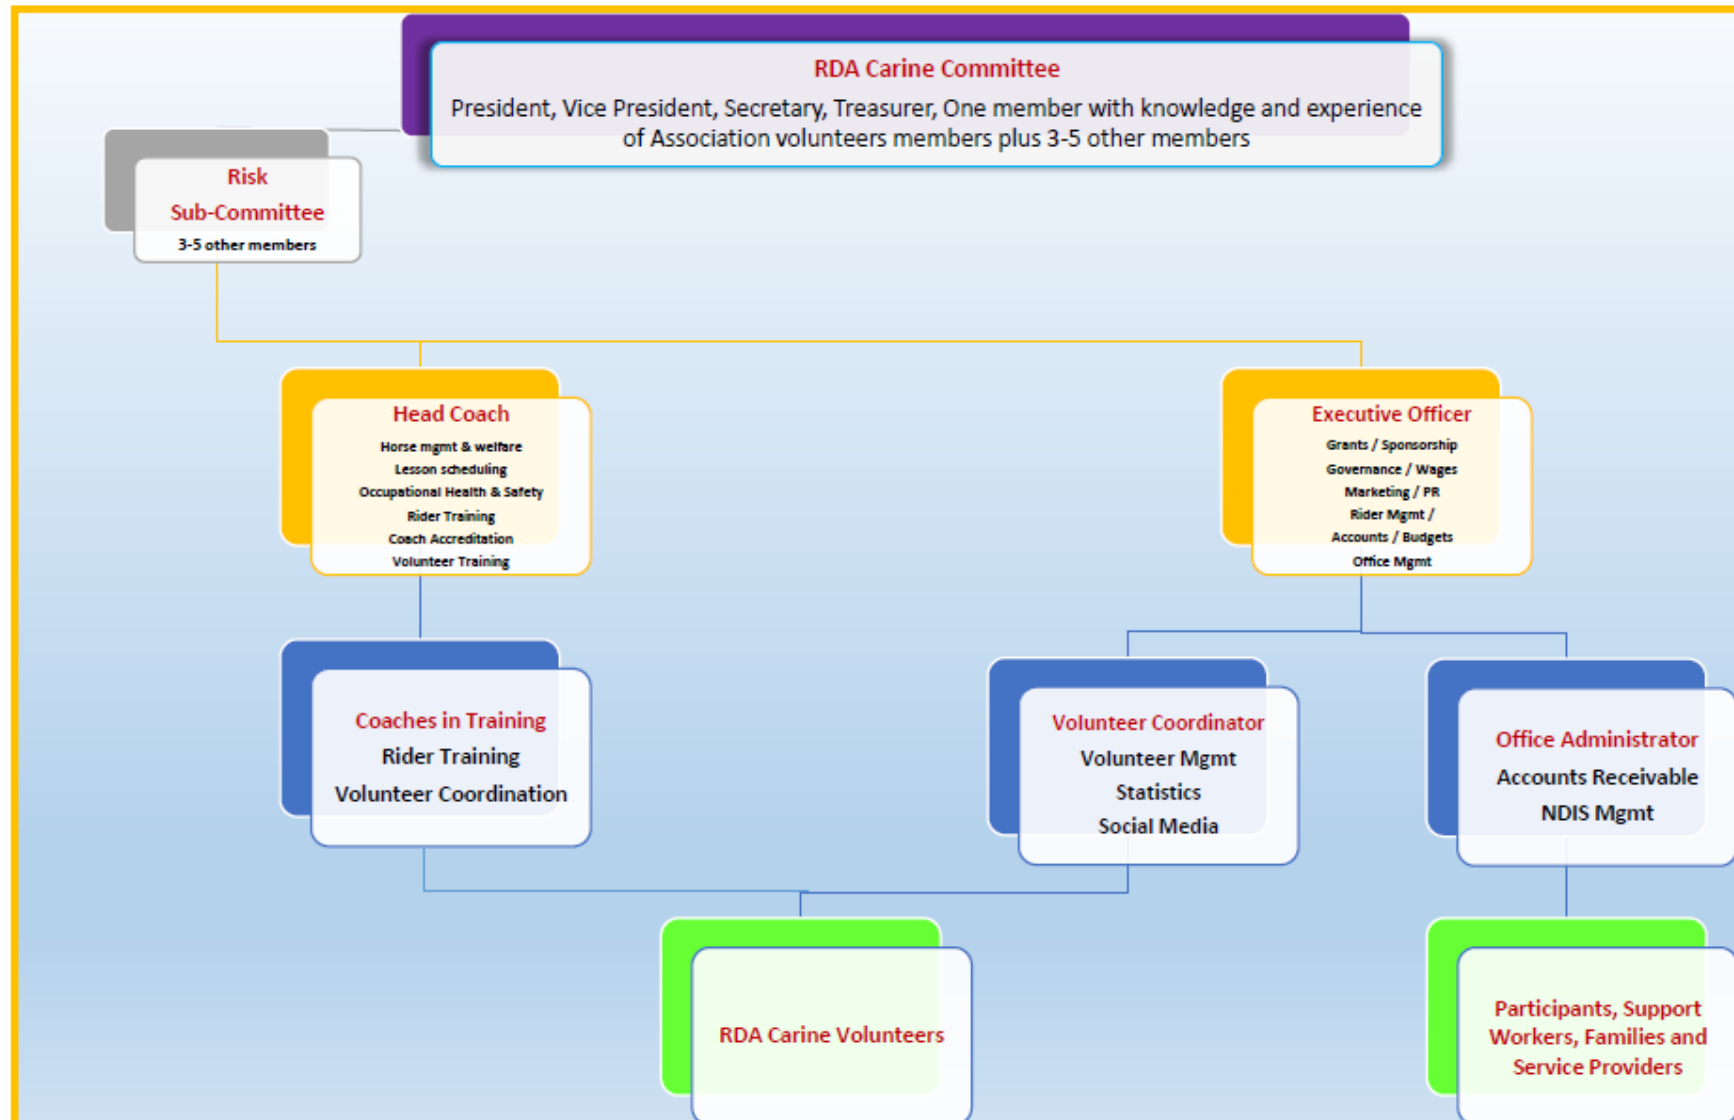 RDA Carine Committee
President, Vice President, Secretary, Treasurer, One member with knowledge and experience
of Association volunteers members plus 3-5 other members
Risk
Sub-Committee
3-5 other members
Head Coach
Horse mgmt & welfare
Lesson scheduling
Occupational Health & Safety
Rider Training
Coach Accreditation
Volunteer Training
Executive Officer
Grants / Sponsorship
Governance / Wages
Marketing / PR
Rider Mgmt /
Accounts / Budgets
Office Mgmt
Coaches in Training
Rider Training
Volunteer Coordination
Volunteer Coordinator
Volunteer Mgmt
Statistics
Social Media
Office Administrator
Accounts Receivable
NDIS Mgmt
RDA Carine Volunteers
Participants, Support
Workers, Families and
Service Providers